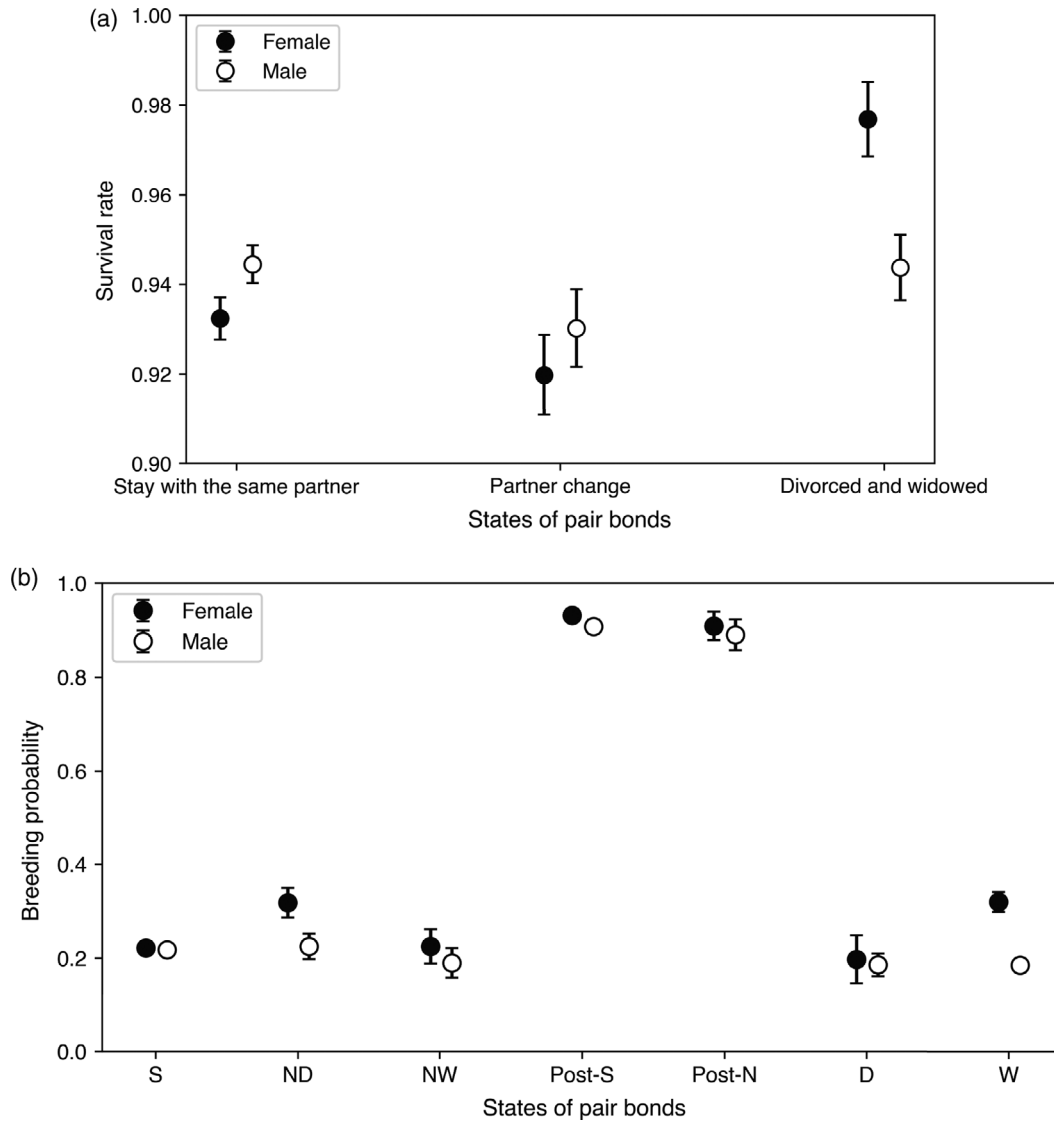 (a)
1.00
0.98
0.96
0.94
0.92
0.90
Survival rate
Female
Male
Stay with the same partner
Partner change
Divorced and widowed
States of pair bonds
(b)
1.0
0.8
0.6
0.4
0.2
0.0
Breeding probability
Female
Male
S
ND
NW
Post-S
Post-N
D
W
States of pair bonds